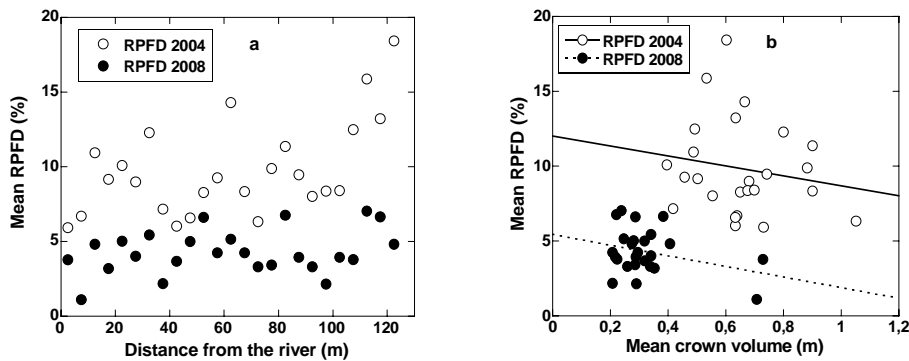 20
15
10
5
0
Mean RPFD (%)
RPFD 2004
RPFD 2008
a
0 20 40 60 80 100 120
Distance from the river (m)
20
15
10
5
0
Mean RPFD (%)
RPFD 2004
RPFD 2008
b
0 0,2 0,4 0,6 0,8 1 1,2
Mean crown volume (m)